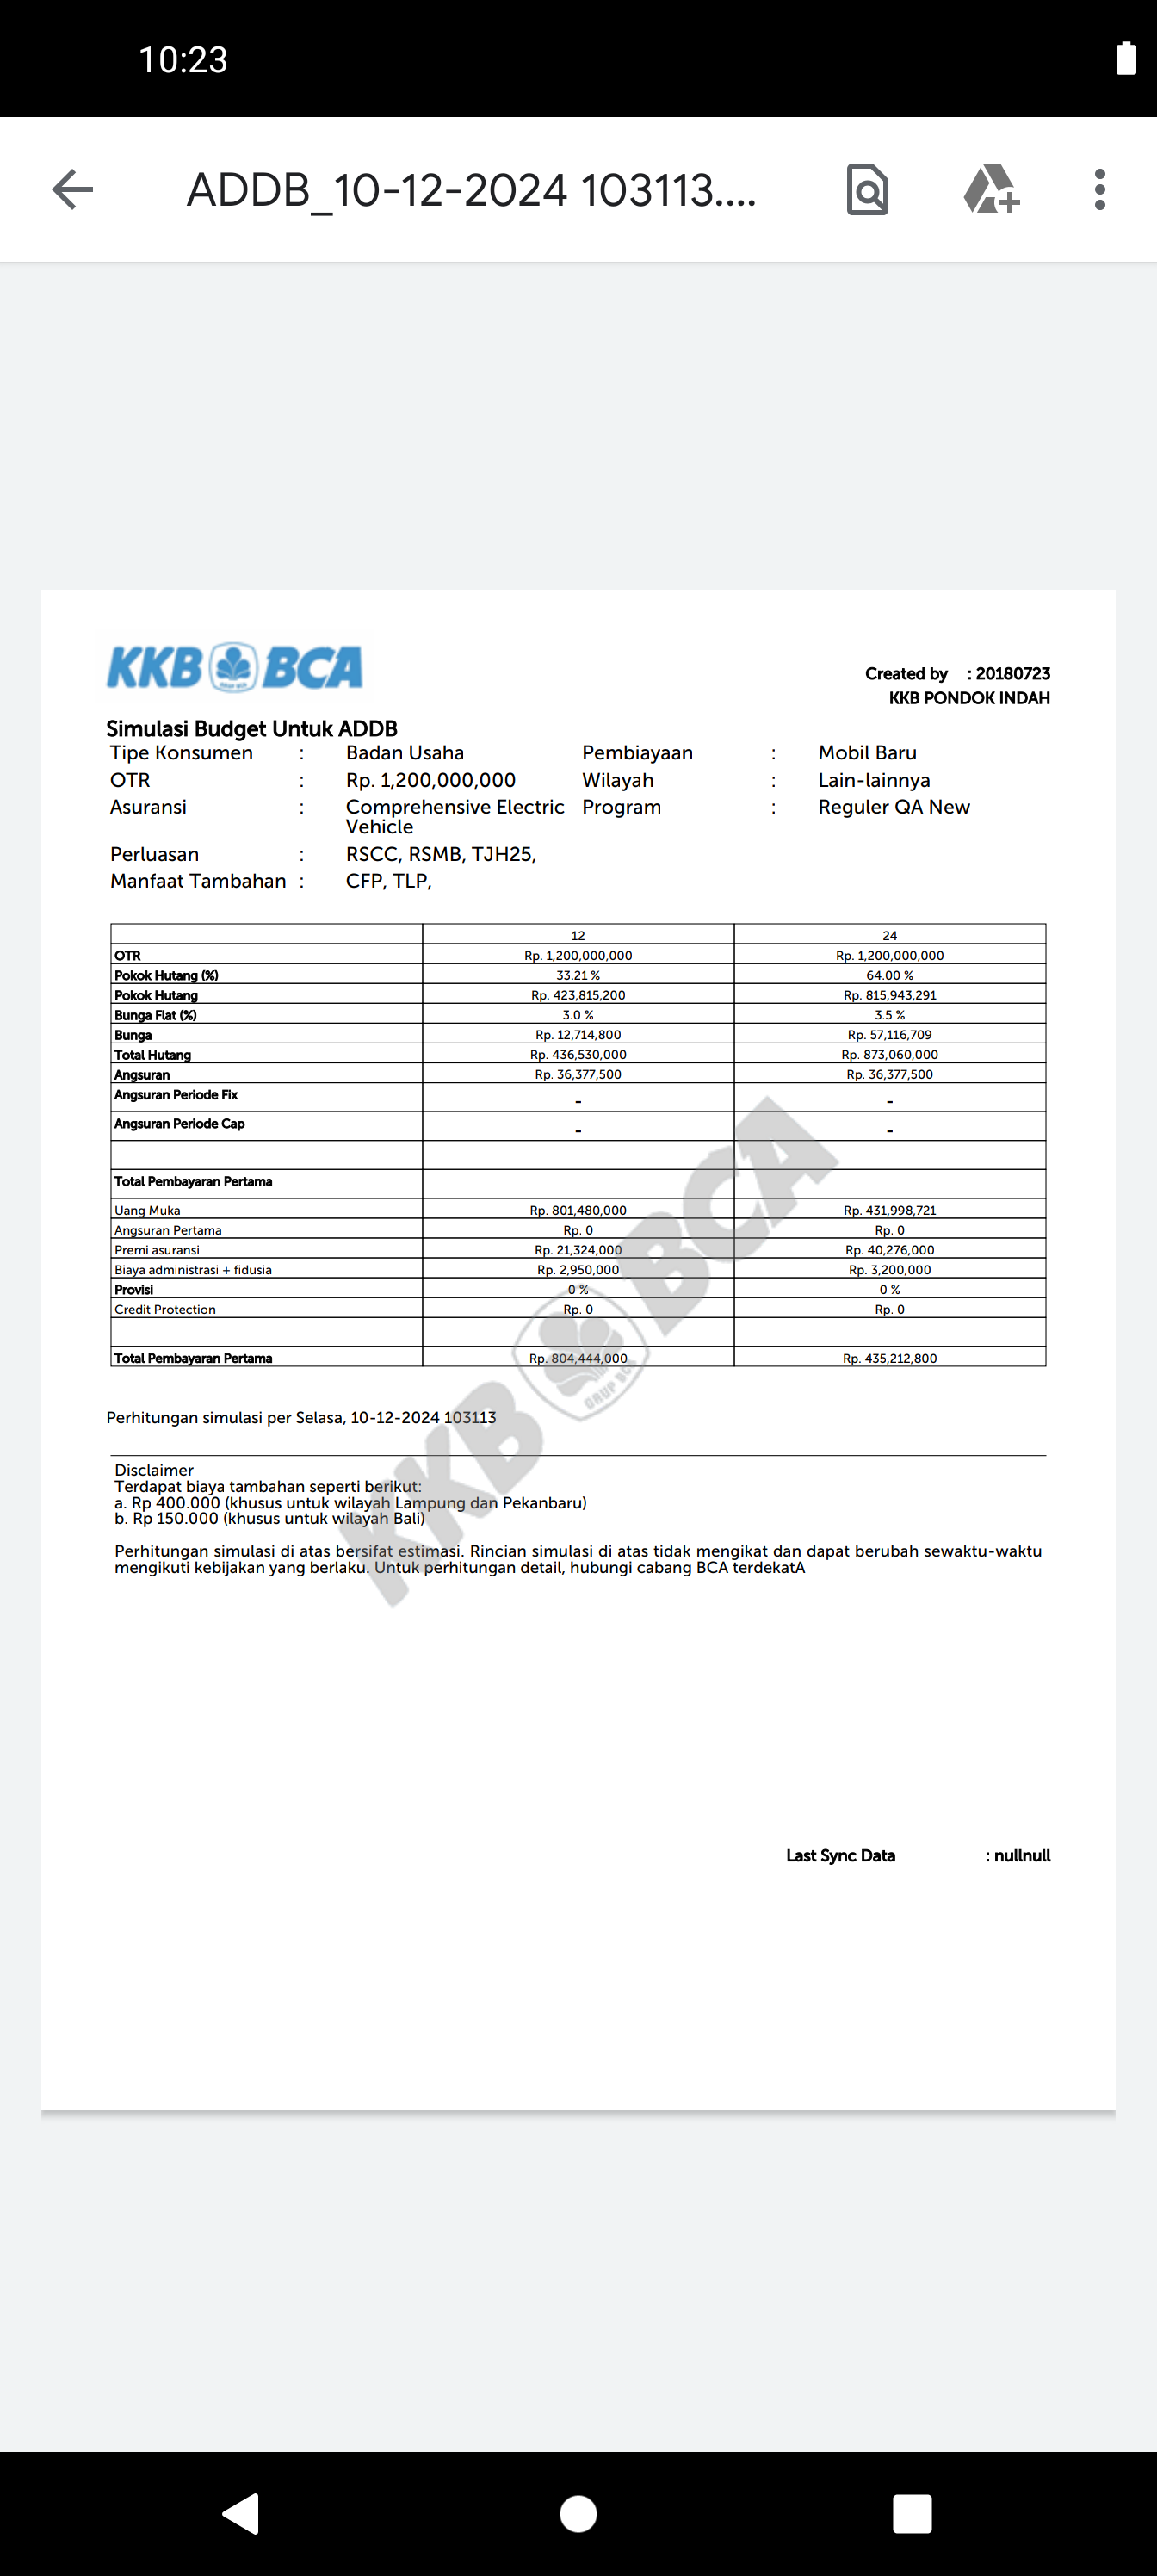 10:23
ADDB_10-12-2024 103113....
KKB BCA
GRUP BCA
Created by : 20180723
KKB PONDOK INDAH
Simulasi Budget Untuk ADDB
Tipe Konsumen : Badan Usaha Pembiayaan : Mobil Baru
OTR : Rp. 1,200,000,000 Wilayah : Lain-lainnya
Asuransi : Comprehensive Electric Program : Reguler QA New
Vehicle
Perluasan : RSCC, RSMB, TJH25,
Manfaat Tambahan : CFP, TLP,
12 24
OTR Rp. 1,200,000,000 Rp. 1,200,000,000
Pokok Hutang (%) 33.21 % 64.00 %
Pokok Hutang Rp. 423,815,200 Rp. 815,943,291
Bunga Flat (%) 3.0 % 3.5 %
Bunga Rp. 12,714,800 Rp. 57,116,709
Total Hutang Rp. 436,530,000 Rp. 873,060,000
Angsuran Rp. 36,377,500 Rp. 36,377,500
Angsuran Periode Fix - -
Angsuran Periode Cap - -
Total Pembayaran Pertama
Uang Muka Rp. 801,480,000 Rp. 431,998,721
Angsuran Pertama Rp. 0 Rp. 0
Premi asuransi Rp. 21,324,000 Rp. 40,276,000
Biaya administrasi + fidusia Rp. 2,950,000 Rp. 3,200,000
Provisi 0 % 0 %
Credit Protection Rp. 0 Rp. 0
Total Pembayaran Pertama Rp. 804,444,000 Rp. 435,212,800
KKB BCA
GRUP BCA
Perhitungan simulasi per Selasa, 10-12-2024 103113
Disclaimer
Terdapat biaya tambahan seperti berikut:
a. Rp 400.000 (khusus untuk wilayah Lampung dan Pekanbaru)
b. Rp 150.000 (khusus untuk wilayah Bali)
Perhitungan simulasi di atas bersifat estimasi. Rincian simulasi di atas tidak mengikat dan dapat berubah sewaktu-waktu
mengikuti kebijakan yang berlaku. Untuk perhitungan detail, hubungi cabang BCA terdekatA
Last Sync Data : nullnull